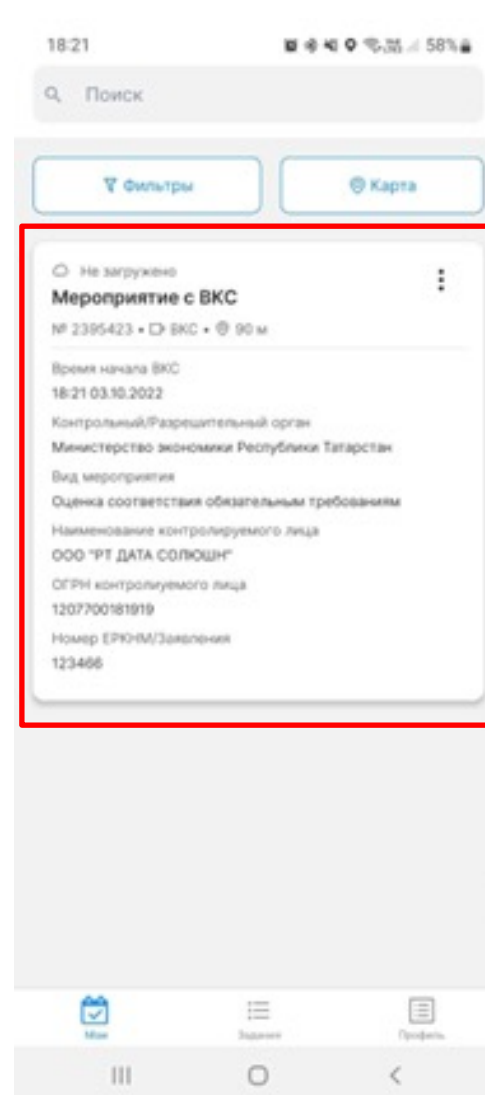 18:21
58%
Поиск
Фильтры
Карта
Не загружено
Мероприятие с ВКС
№ 2395423 • ВКС • 90 м
Время начала ВКС
18:21 03.10.2022
Контрольный/Разрешительный орган
Министерство экономики Республики Татарстан
Вид мероприятия
Оценка соответствия обязательным требованиям
Наименование контролируемого лица
ООО "РТ ДАТА СОЛЮШН"
ОГРН контролируемого лица
1207700181919
Номер ЕРКНМ/Заявления
123466
Мои
Задания
Профиль